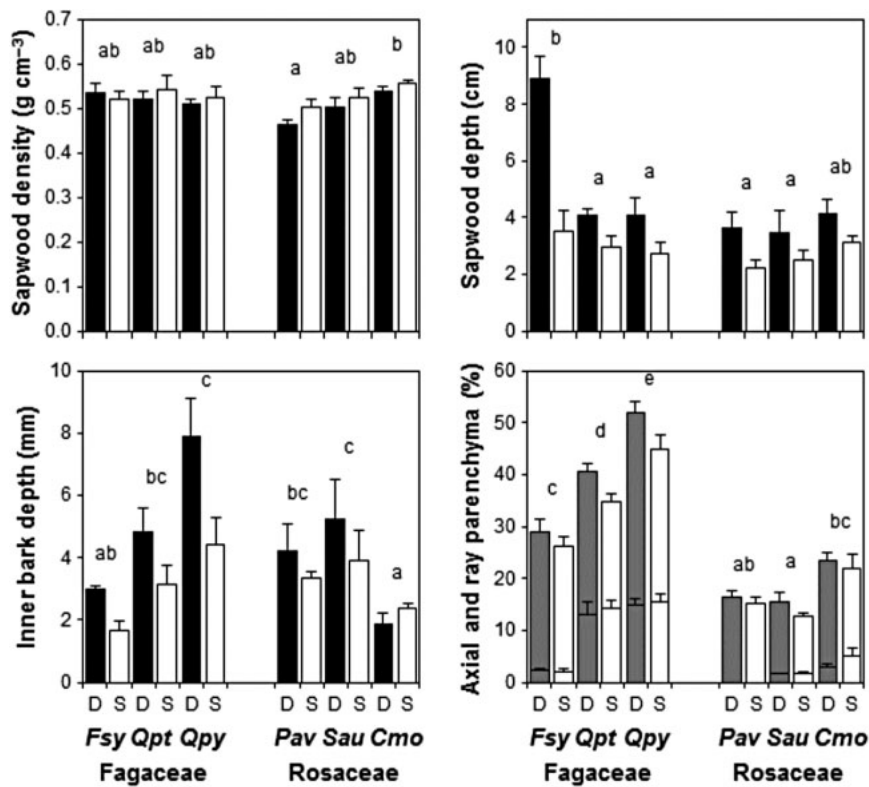 Sapwood density (g cm⁻³)
0.7
0.6
0.5
0.4
0.3
0.2
0.1
0.0
ab ab ab a ab b
Sapwood depth (cm)
10
8
6
4
2
0
b a a a a ab
Inner bark depth (mm)
10
8
6
4
2
0
ab bc c bc c a
D S D S D S D S D S D S
Fsy Qpt Qpy Pav Sau Cmo
Fagaceae Rosaceae
Axial and ray parenchyma (%)
60
50
40
30
20
10
0
c d e ab a bc
D S D S D S D S D S D S
Fsy Qpt Qpy Pav Sau Cmo
Fagaceae Rosaceae